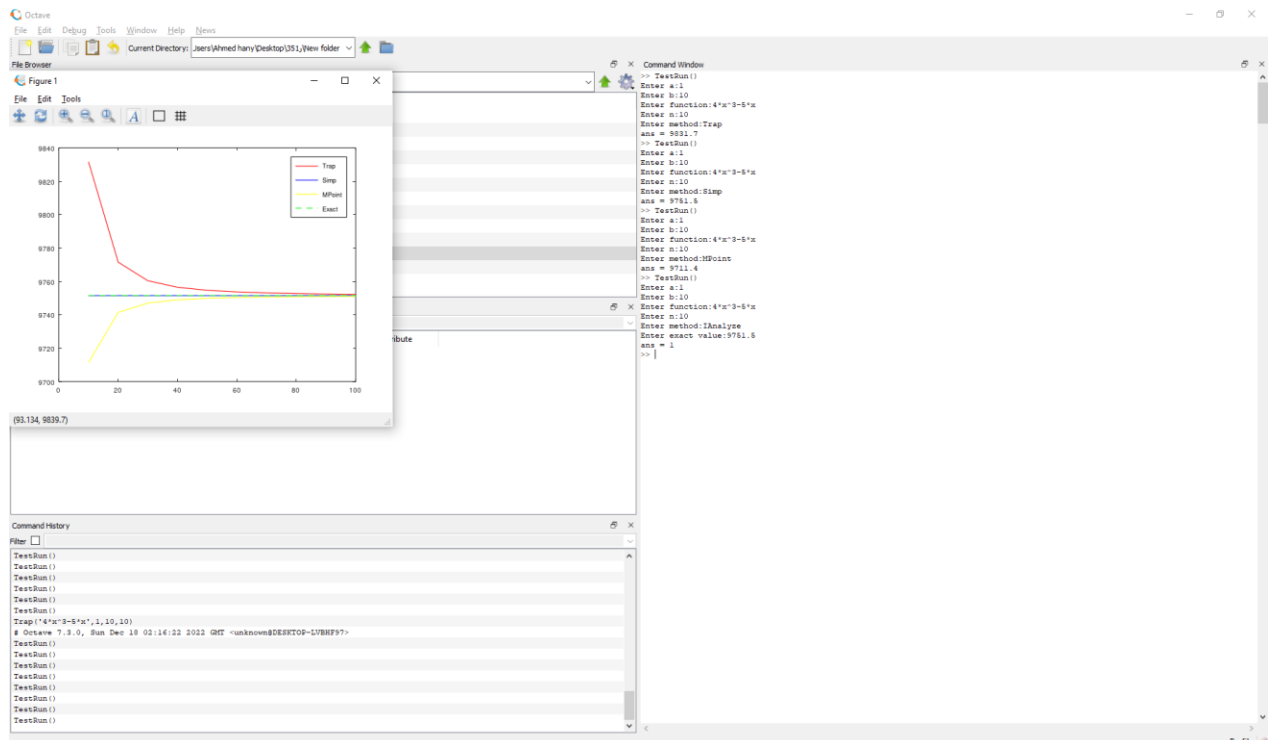 Octave
File Edit Debug Tools Window Help News
Current Directory: Jsers\Ahmed hany\Desktop\351,/New folder
File Browser
Figure 1
File Edit Tools
A
9840
9820
9800
9780
9760
9740
9720
9700
0 20 40 60 80 100
Trap
Simp
MPoint
Exact
(93.134, 9839.7)
ribute
Command History
Filter
TestRun()
TestRun()
TestRun()
TestRun()
TestRun()
TestRun()
Trap('4*x^3-5*x',1,10,10)
# Octave 7.3.0, Sun Dec 18 02:16:22 2022 GMT <unknown@DESKTOP-LVBHF97>
TestRun()
TestRun()
TestRun()
TestRun()
TestRun()
TestRun()
TestRun()
TestRun()
Command Window
>> TestRun()
Enter a:1
Enter b:10
Enter function:4*x^3-5*x
Enter n:10
Enter method:Trap
ans = 9831.7
>> TestRun()
Enter a:1
Enter b:10
Enter function:4*x^3-5*x
Enter n:10
Enter method:Simp
ans = 9751.5
>> TestRun()
Enter a:1
Enter b:10
Enter function:4*x^3-5*x
Enter n:10
Enter method:MPoint
ans = 9711.4
>> TestRun()
Enter a:1
Enter b:10
Enter function:4*x^3-5*x
Enter n:10
Enter method:IAnalyze
Enter exact value:9751.5
ans = 1
>>